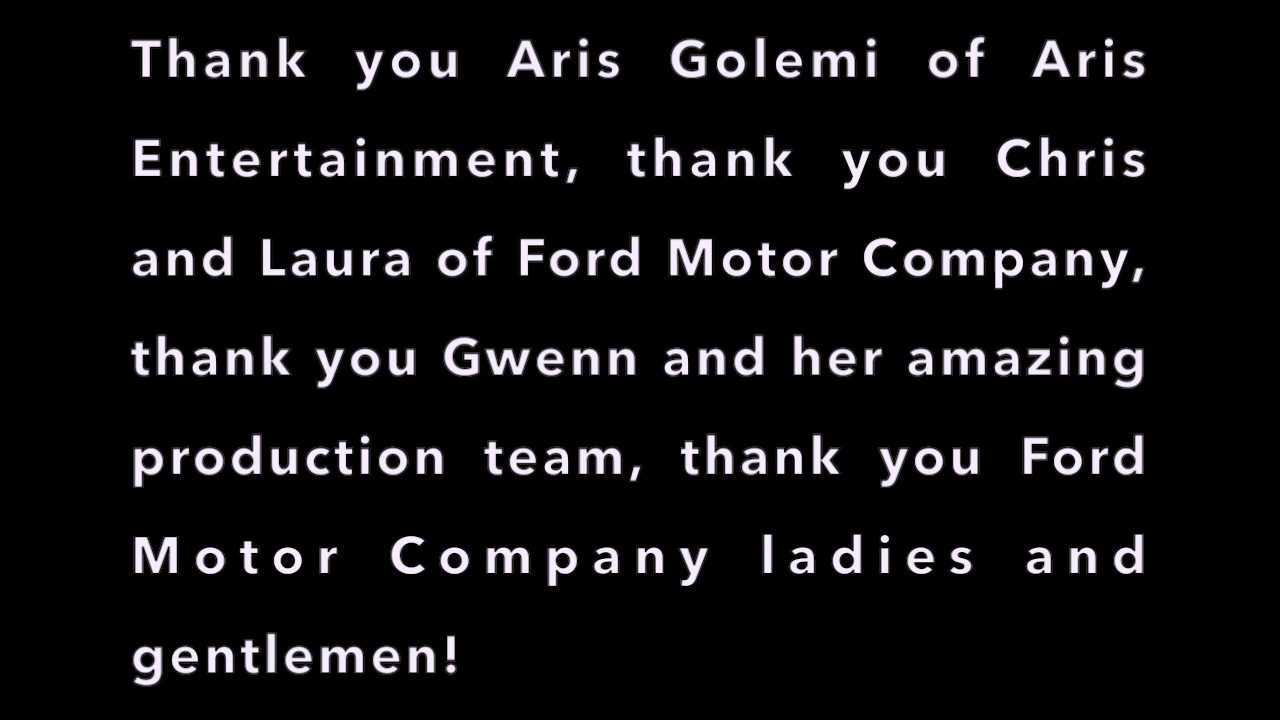 Thank you Aris Golemi of Aris
Entertainment, thank you Chris
and Laura of Ford Motor Company,
thank you Gwenn and her amazing
production team, thank you Ford
Motor Company ladies and
gentlemen!